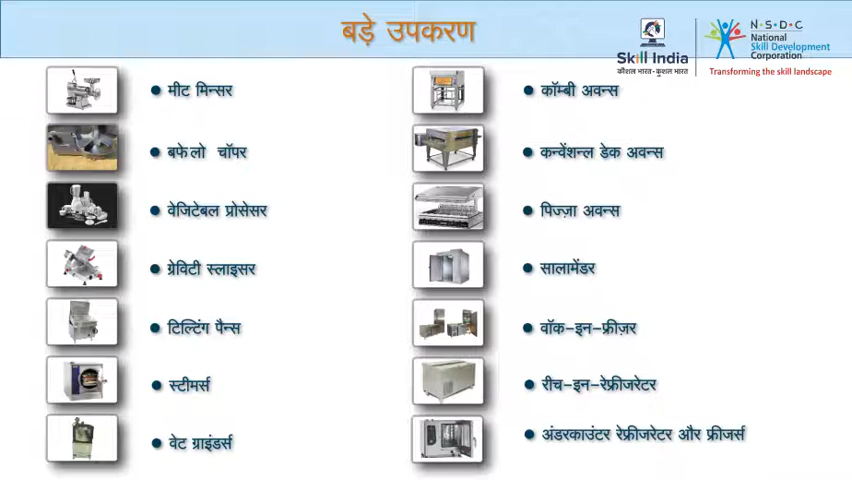 बड़े उपकरण
Skill India
कौशल भारत-कुशल भारत
N·S·D·C
National
Skill Development
Corporation
Transforming the skill landscape
• मीट मिन्सर
• बफेलो चॉपर
• वेजिटेबल प्रोसेसर
• ग्रेविटी स्लाइसर
• टिल्टिंग पैन्स
• स्टीमर्स
• वेट ग्राइंडर्स
• कॉम्बी अवन्स
• कन्वेंशन्ल डेक अवन्स
• पिज्ज़ा अवन्स
• सालामेंडर
• वॉक-इन-फ्रीज़र
• रीच-इन-रेफ्रीजरेटर
• अंडरकाउंटर रेफ्रीजरेटर और फ्रीजर्स